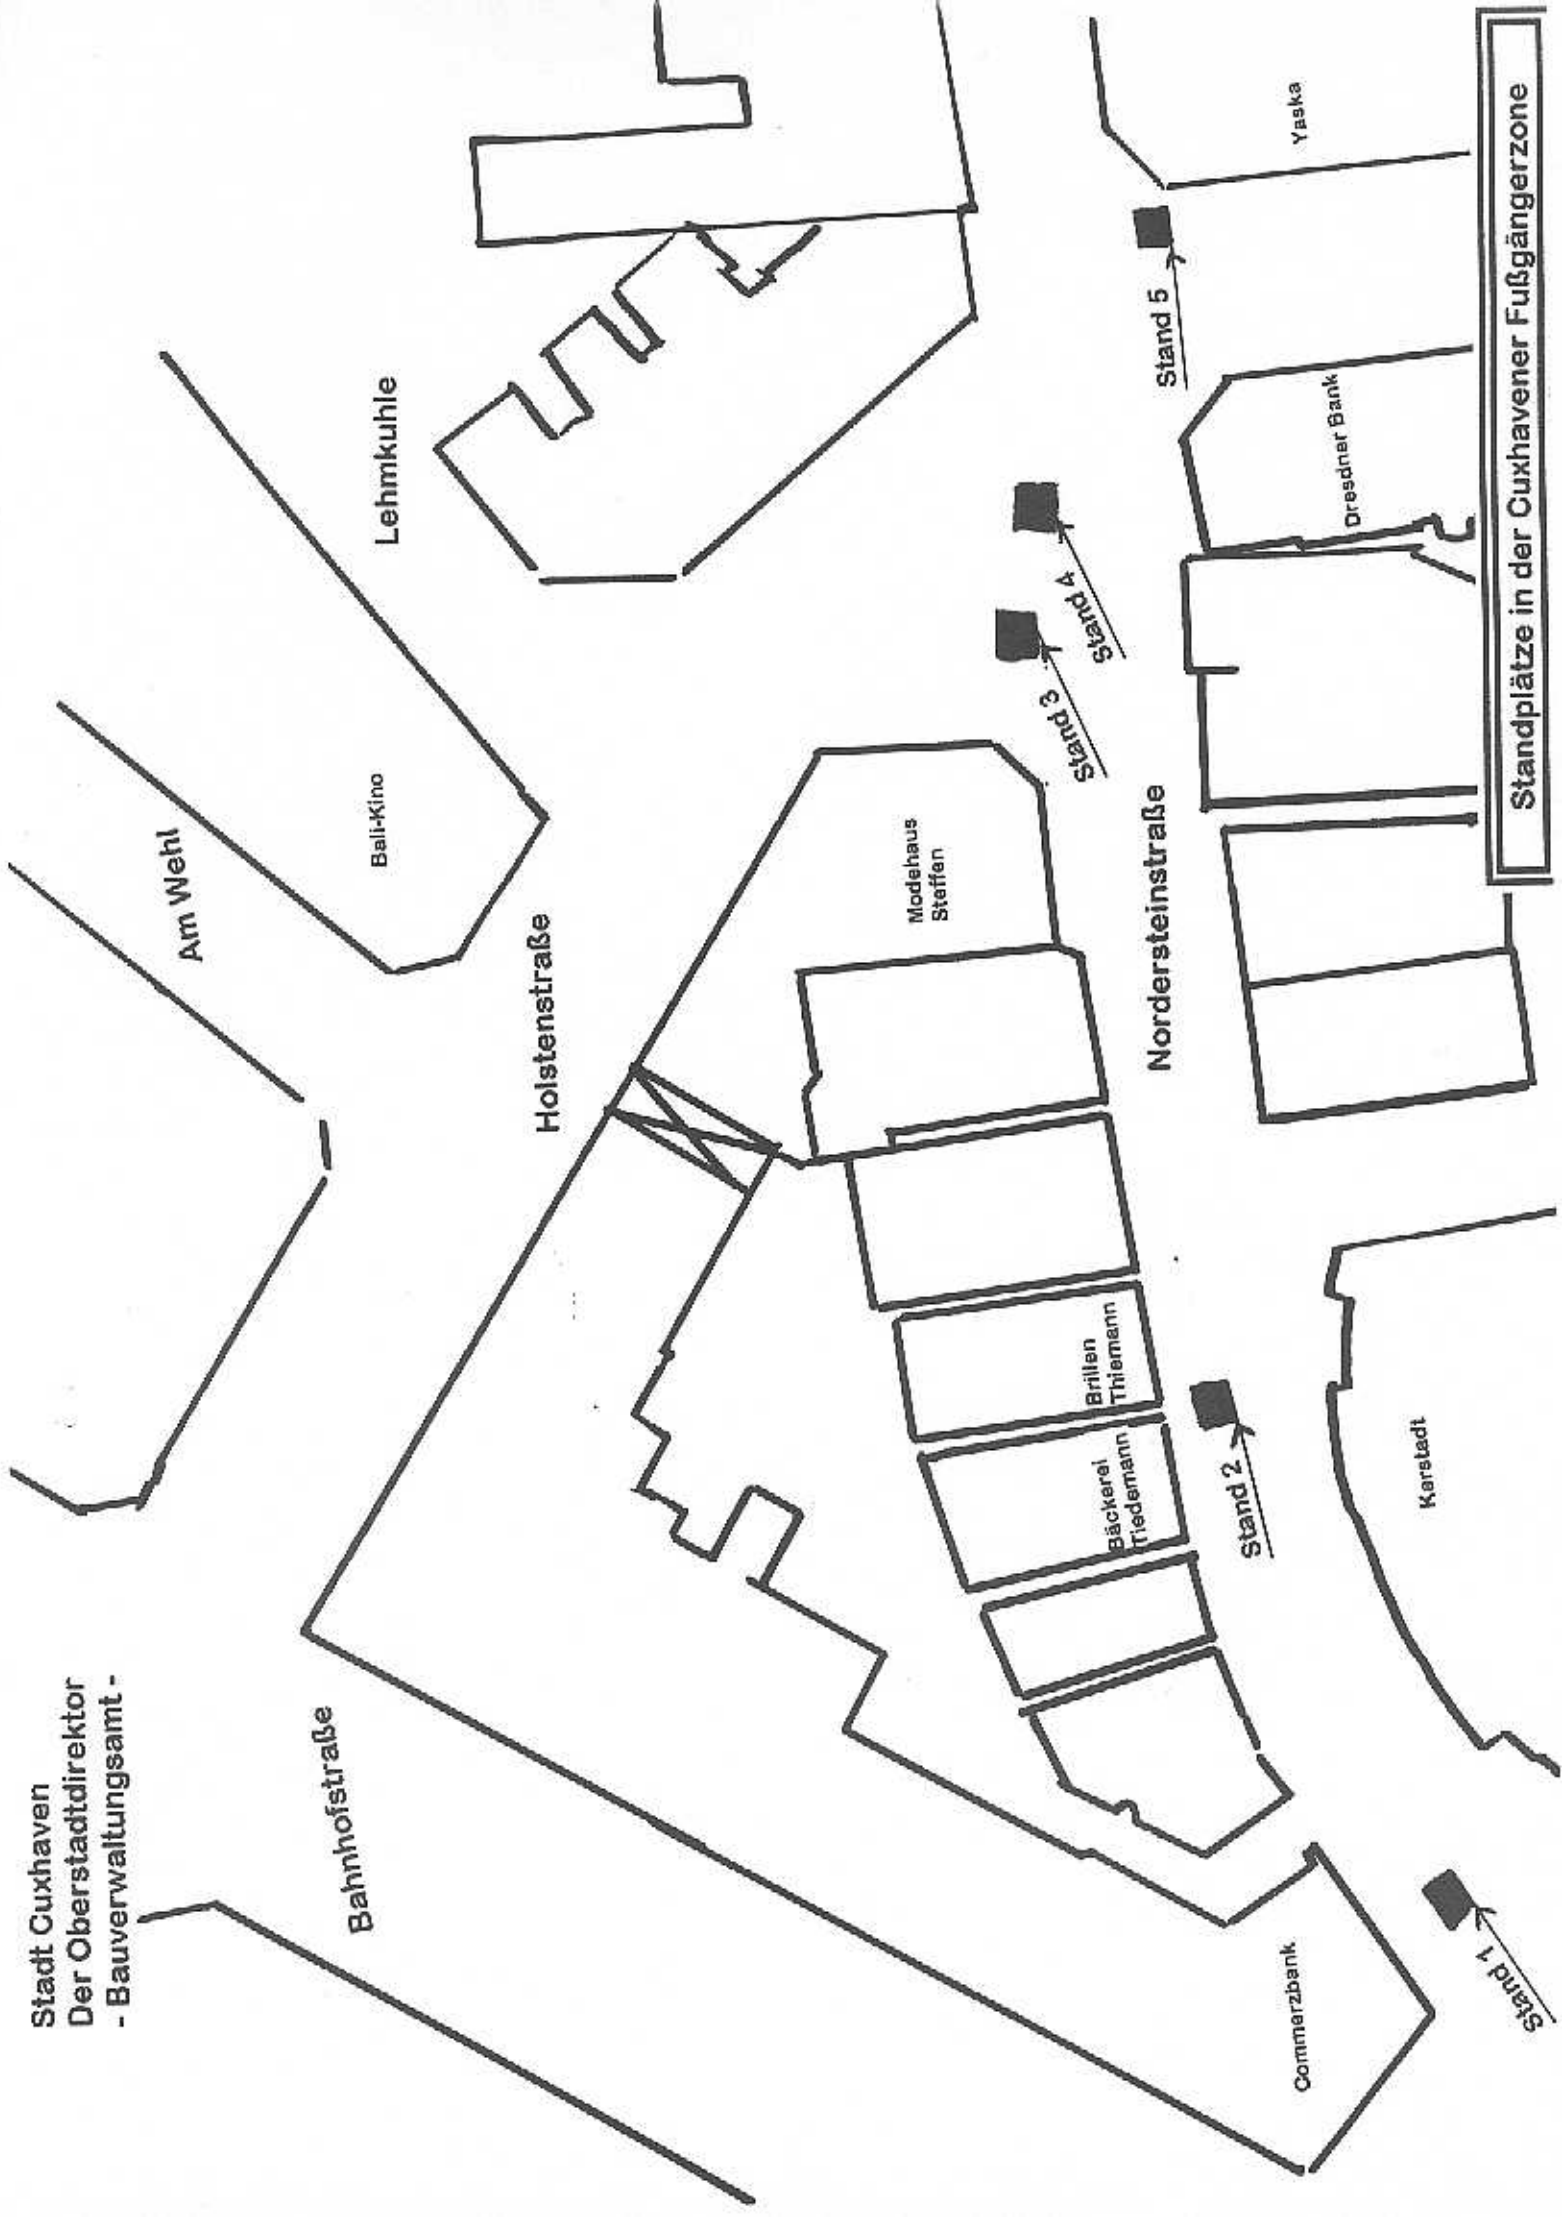 Stadt Cuxhaven
Der Oberstadtdirektor
- Bauverwaltungsamt -
Am Wehl
Lehmkuhle
Bahnhofstraße
Bali-Kino
Holstenstraße
Modehaus
Steffen
Nordersteinstraße
Brillen
Thiemann
Bäckerei
Tiedemann
Stand 3
Stand 4
Stand 5
Stand 2
Yaska
Dresdner Bank
Commerzbank
Karstadt
Stand 1
Standplätze in der Cuxhavener Fußgängerzone